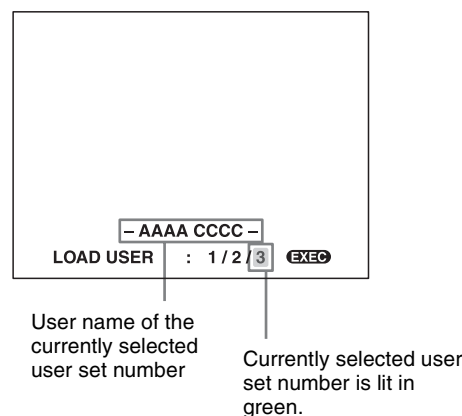 – AAAA CCCC –
LOAD USER : 1 / 2 / 3 EXEC
User name of the
currently selected
user set number
Currently selected user
set number is lit in
green.